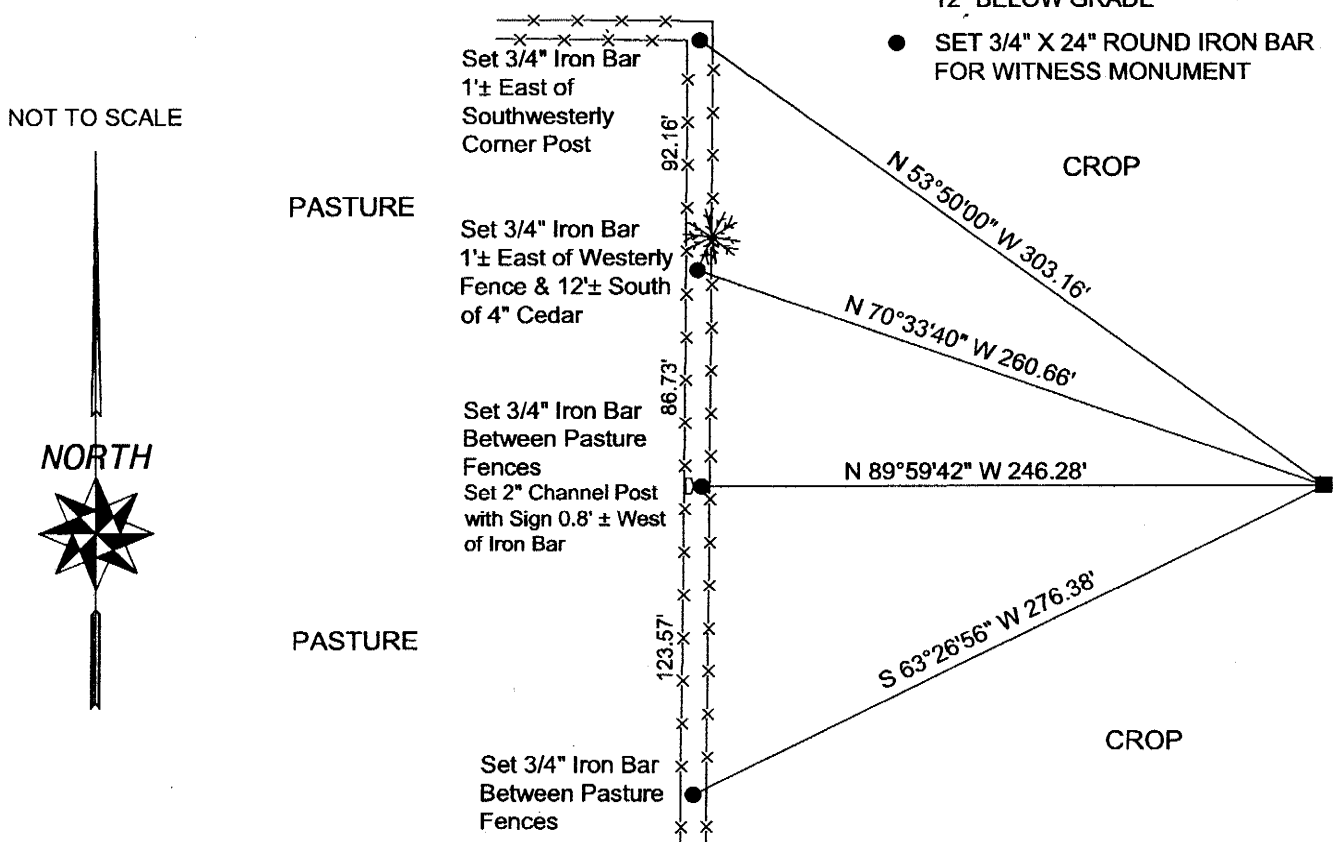 12" BELOW GRADE
SET 3/4" X 24" ROUND IRON BAR
FOR WITNESS MONUMENT
Set 3/4" Iron Bar
1'± East of
Southwesterly
Corner Post
NOT TO SCALE
92.16'
CROP
N 53°50'00" W 303.16'
PASTURE
Set 3/4" Iron Bar
1'± East of Westerly
Fence & 12'± South
of 4" Cedar
N 70°33'40" W 260.66'
86.73'
Set 3/4" Iron Bar
Between Pasture
Fences
Set 2" Channel Post
with Sign 0.8' ± West
of Iron Bar
NORTH
N 89°59'42" W 246.28'
S 63°26'56" W 276.38'
123.57'
PASTURE
CROP
Set 3/4" Iron Bar
Between Pasture
Fences